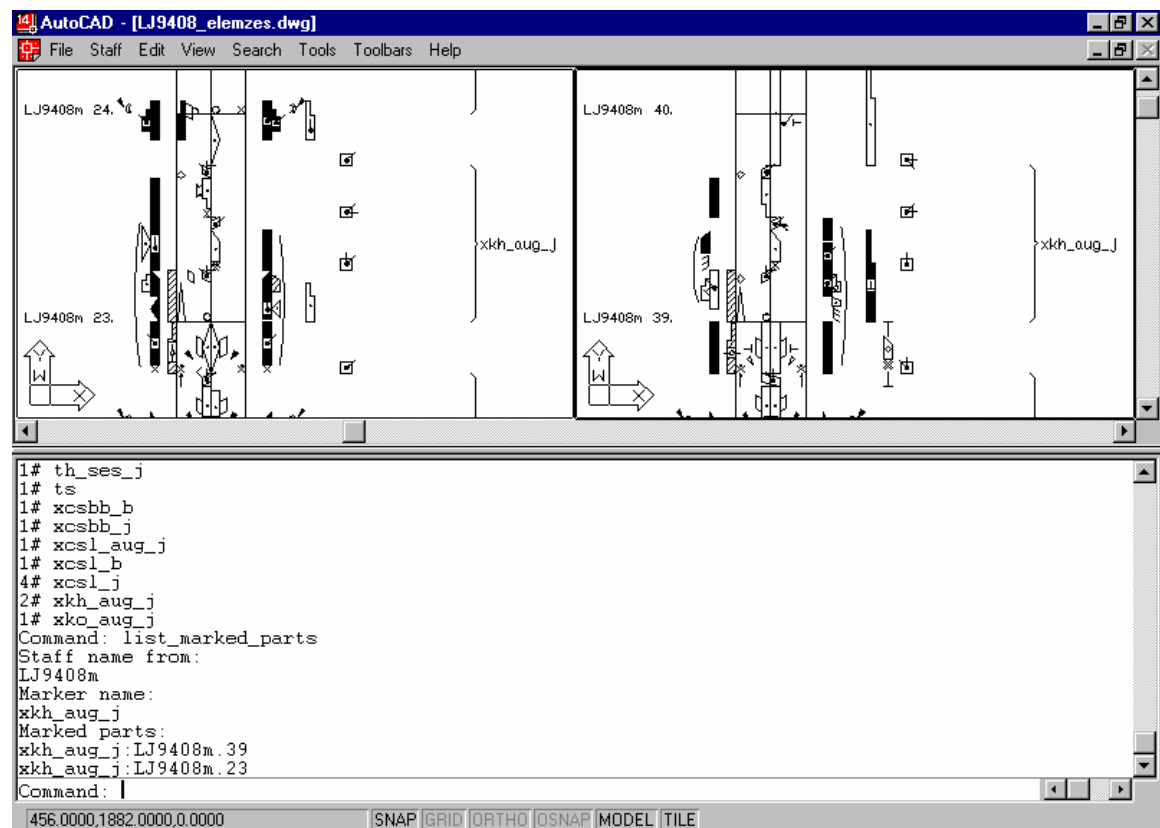 14 AutoCAD - [LJ9408_elemzes.dwg]
File Staff Edit View Search Tools Toolbars Help
LJ9408m 24.
xkh_aug_j
LJ9408m 23.
W
Y
X
LJ9408m 40.
xkh_aug_j
LJ9408m 39.
W
Y
X
1# th_ses_j
1# ts
1# xcsbb_b
1# xcsbb_j
1# xcsl_aug_j
1# xcsl_b
4# xcsl_j
2# xkh_aug_j
1# xko_aug_j
Command: list_marked_parts
Staff name from:
LJ9408m
Marker name:
xkh_aug_j
Marked parts:
xkh_aug_j:LJ9408m.39
xkh_aug_j:LJ9408m.23
Command:
456.0000,1882.0000,0.0000 SNAP GRID ORTHO OSNAP MODEL TILE